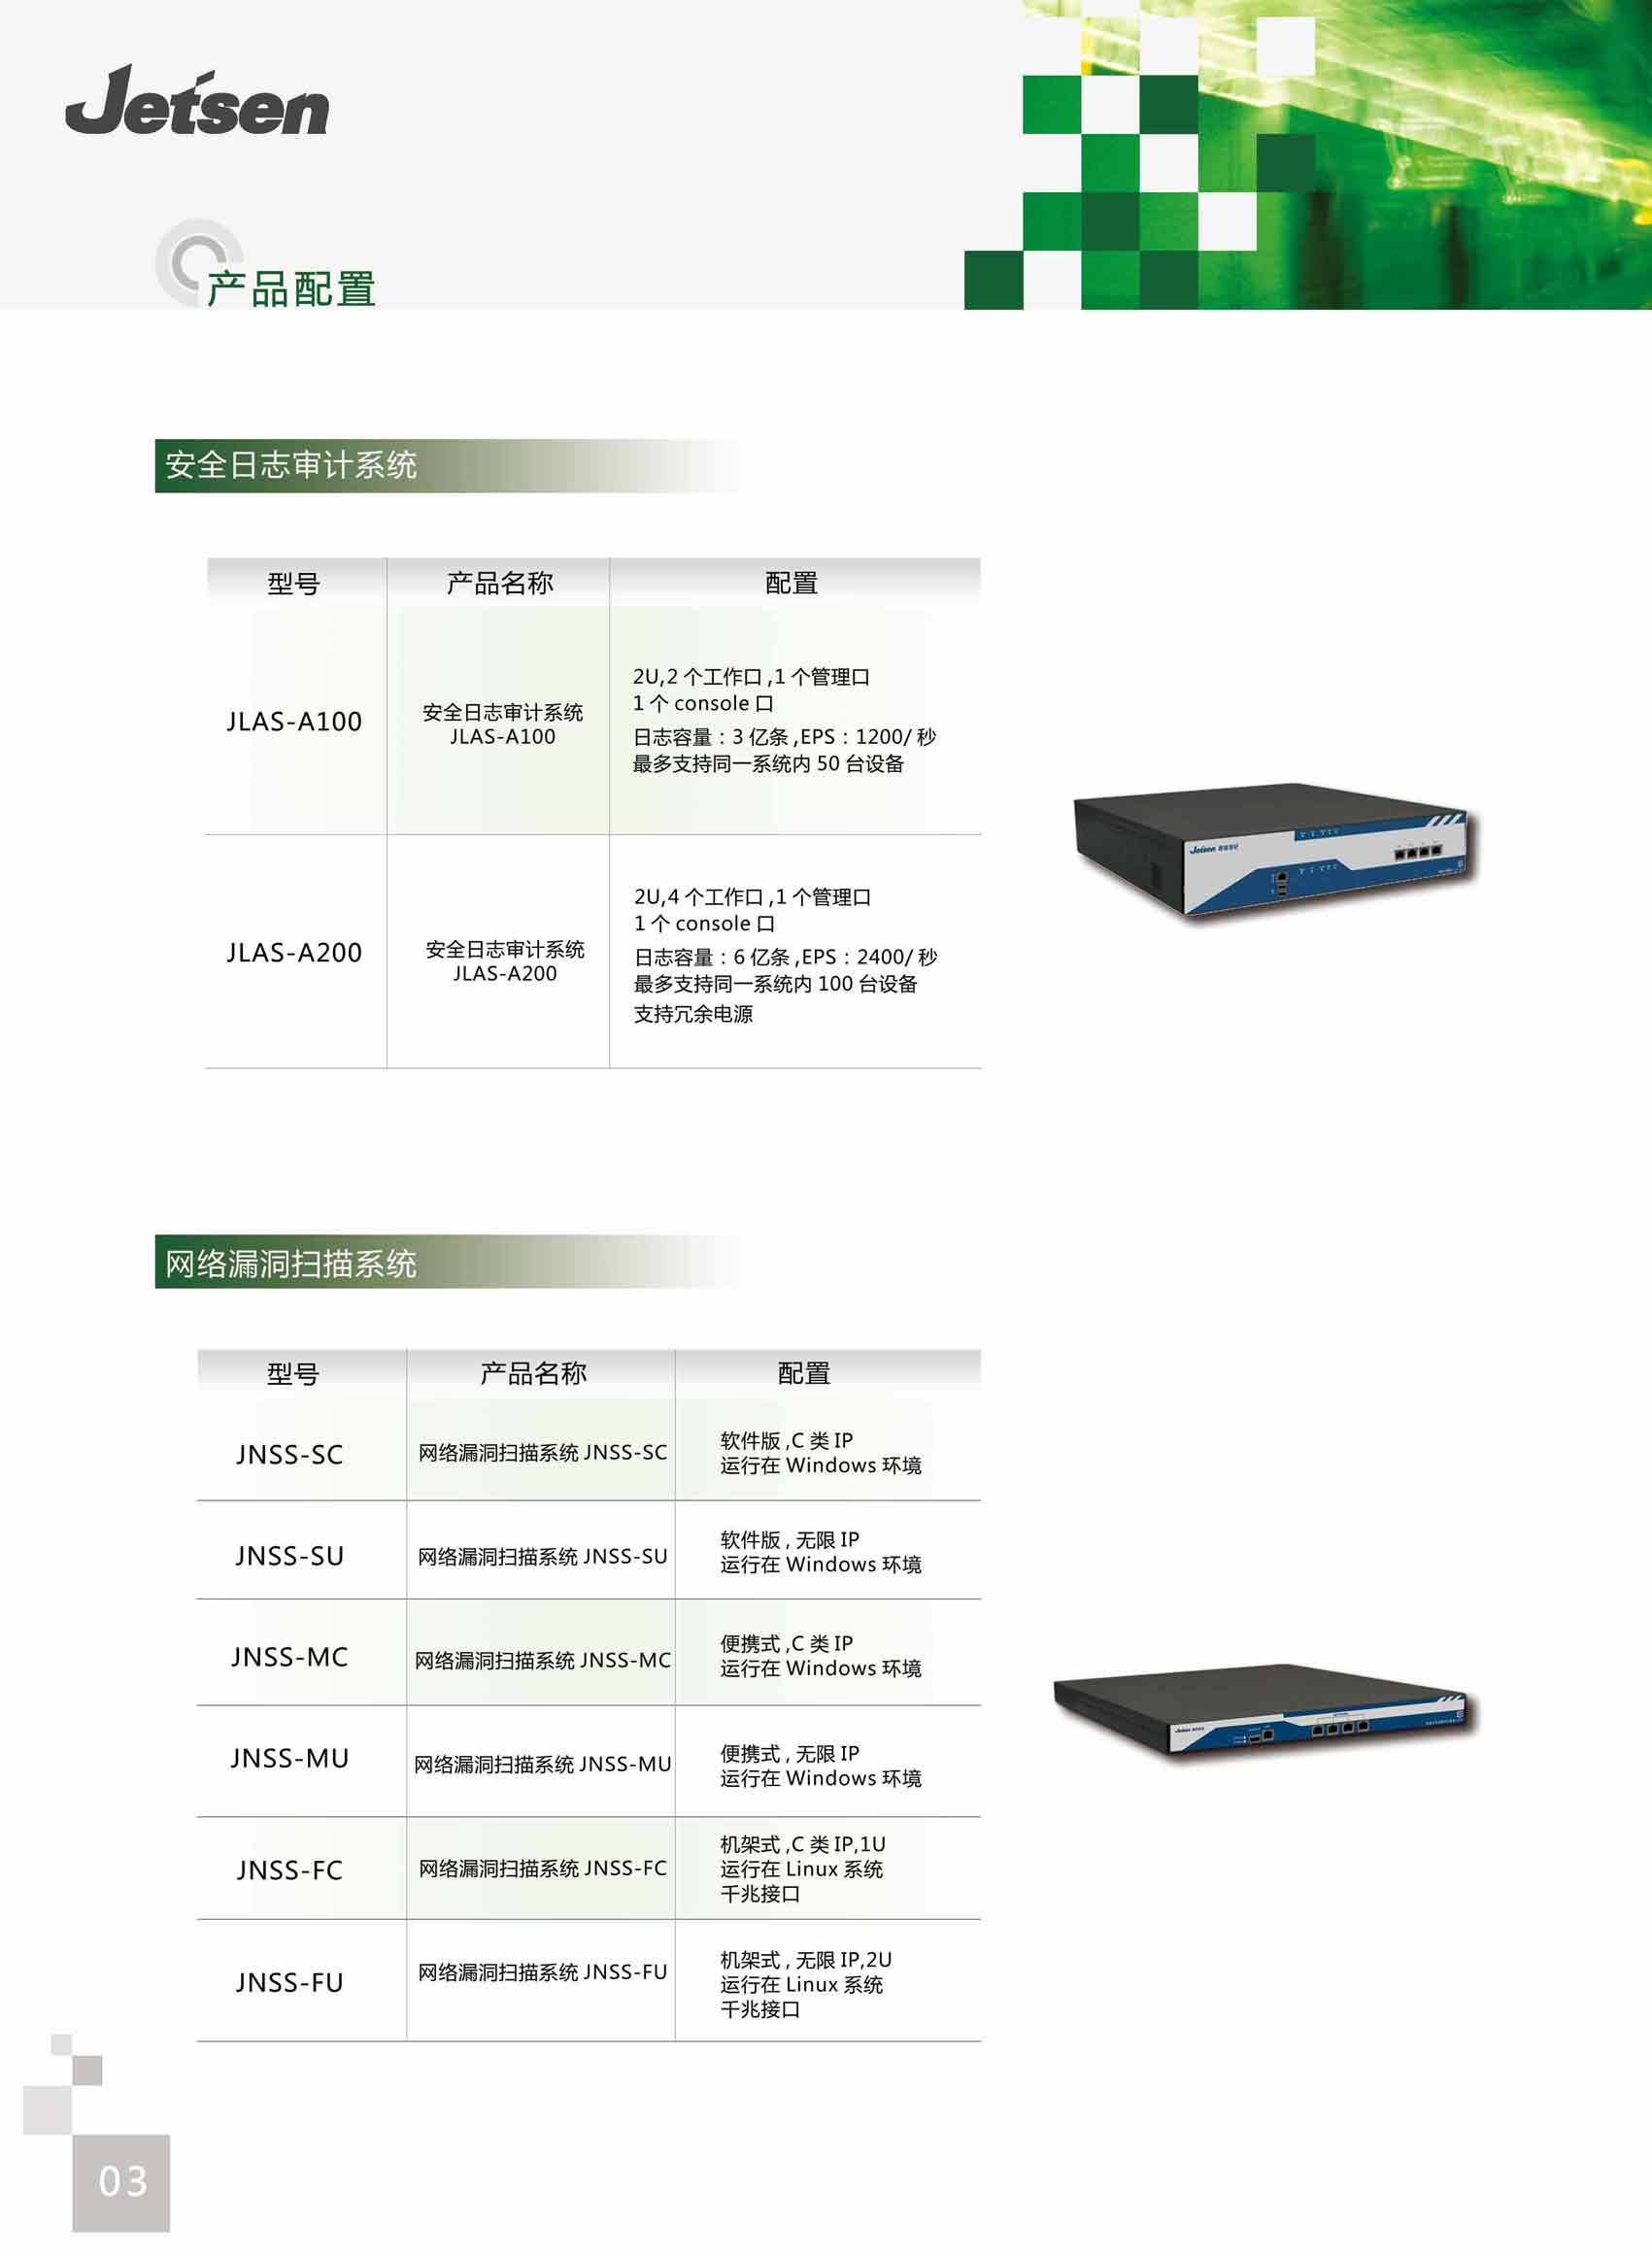 Jetsen
产品配置
安全日志审计系统
型号 产品名称 配置
JLAS-A100
安全日志审计系统
JLAS-A100
2U,2 个工作口 ,1 个管理口
1 个 console 口
日志容量：3 亿条 ,EPS：1200/ 秒
最多支持同一系统内 50 台设备
JLAS-A200
安全日志审计系统
JLAS-A200
2U,4 个工作口 ,1 个管理口
1 个 console 口
日志容量：6 亿条 ,EPS：2400/ 秒
最多支持同一系统内 100 台设备
支持冗余电源
Jetsen
网络漏洞扫描系统
型号 产品名称 配置
JNSS-SC
网络漏洞扫描系统 JNSS-SC
软件版 ,C 类 IP
运行在 Windows 环境
JNSS-SU
网络漏洞扫描系统 JNSS-SU
软件版 , 无限 IP
运行在 Windows 环境
JNSS-MC
网络漏洞扫描系统 JNSS-MC
便携式 ,C 类 IP
运行在 Windows 环境
JNSS-MU
网络漏洞扫描系统 JNSS-MU
便携式 , 无限 IP
运行在 Windows 环境
JNSS-FC
网络漏洞扫描系统 JNSS-FC
机架式 ,C 类 IP,1U
运行在 Linux 系统
千兆接口
JNSS-FU
网络漏洞扫描系统 JNSS-FU
机架式 , 无限 IP,2U
运行在 Linux 系统
千兆接口
Jetsen
03